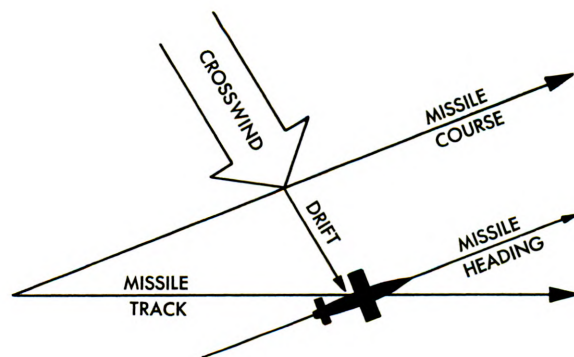 CROSSWIND
MISSILE
COURSE
DRIFT
MISSILE
HEADING
MISSILE
TRACK